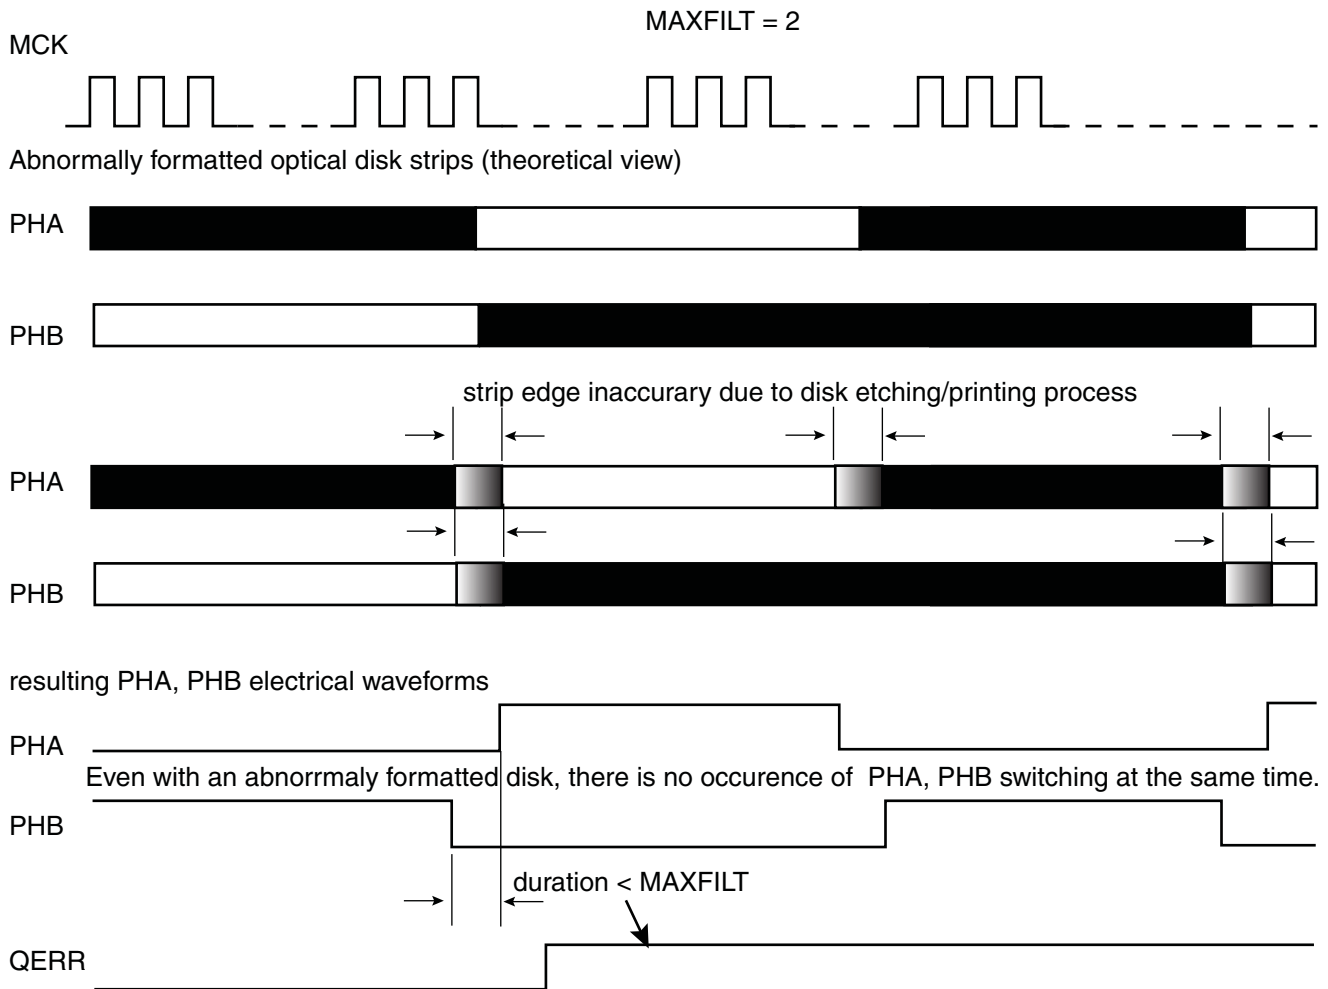 MAXFILT = 2
MCK
Abnormally formatted optical disk strips (theoretical view)
PHA
PHB
strip edge inaccurary due to disk etching/printing process
PHA
PHB
resulting PHA, PHB electrical waveforms
PHA
Even with an abnorrmaly formatted disk, there is no occurence of PHA, PHB switching at the same time.
PHB
duration < MAXFILT
QERR